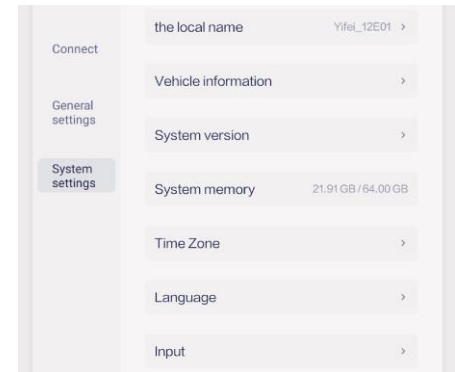 Connect
General
settings
System
settings
the local name
Yifei_12E01 >
Vehicle information >
System version >
System memory
21.91 GB / 64.00 GB
Time Zone >
Language >
Input >